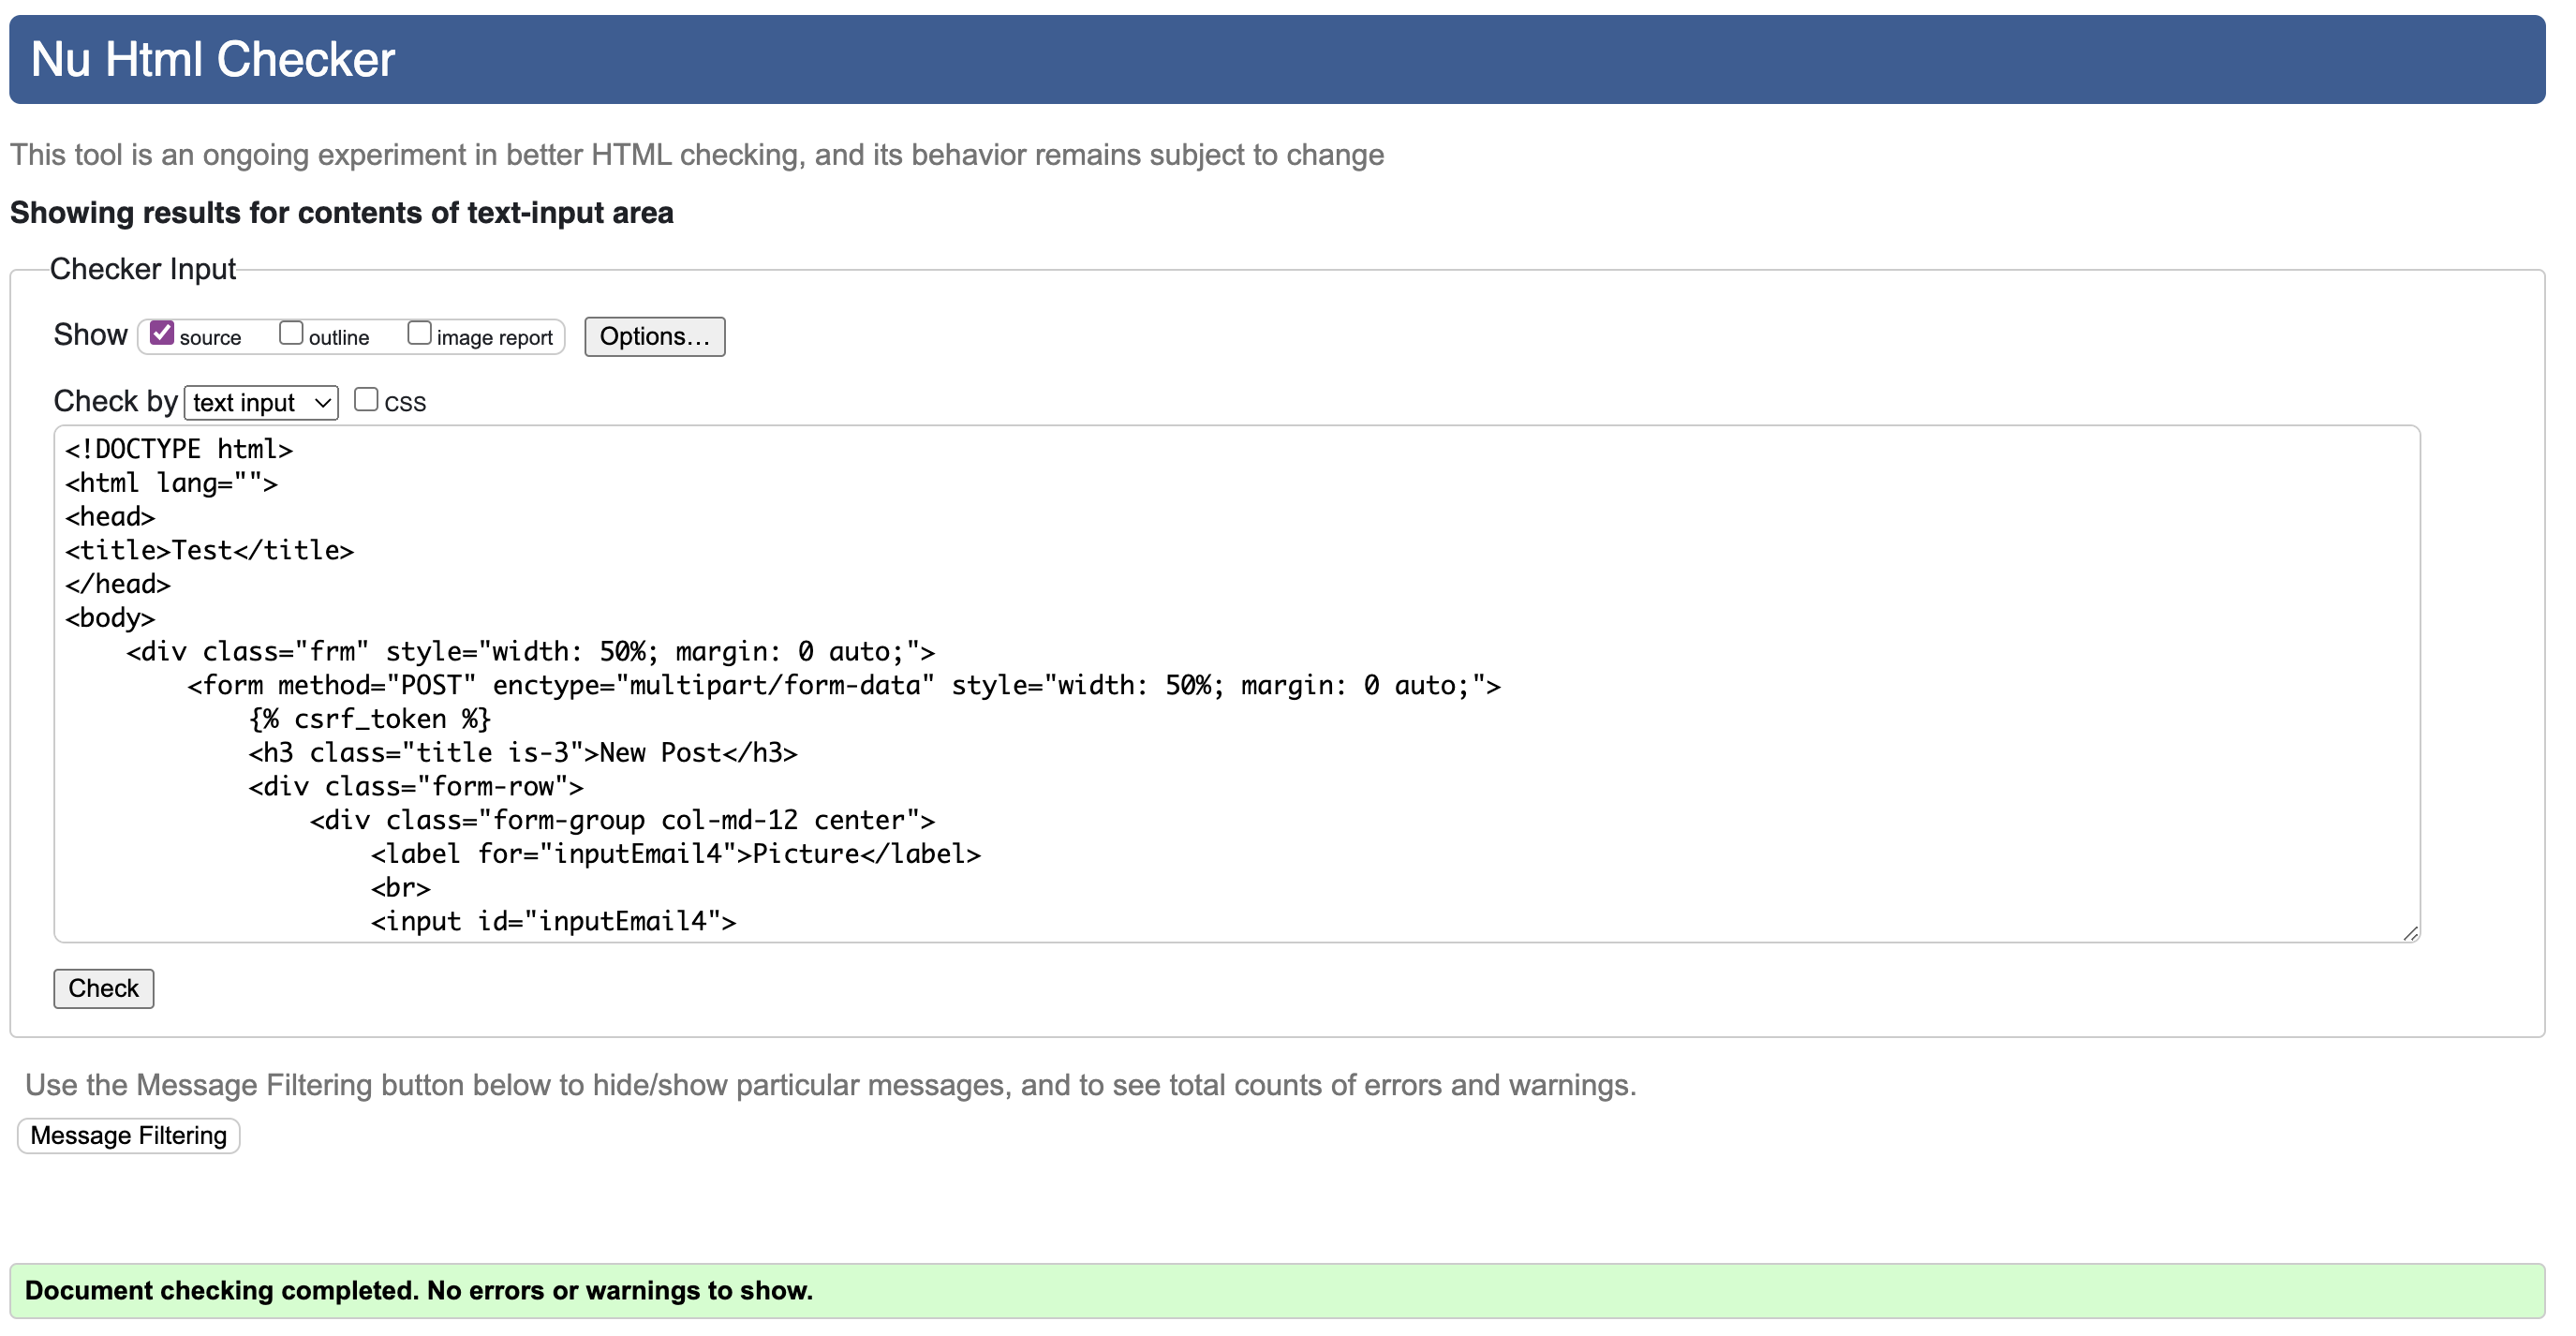 Nu Html Checker
This tool is an ongoing experiment in better HTML checking, and its behavior remains subject to change
Showing results for contents of text-input area
Checker Input
Show source outline image report Options...
Check by text input CSS
<!DOCTYPE html>
<html lang="">
<head>
<title>Test</title>
</head>
<body>
    <div class="frm" style="width: 50%; margin: 0 auto;">
        <form method="POST" enctype="multipart/form-data" style="width: 50%; margin: 0 auto;">
            {% csrf_token %}
            <h3 class="title is-3">New Post</h3>
            <div class="form-row">
                <div class="form-group col-md-12 center">
                    <label for="inputEmail4">Picture</label>
                    <br>
                    <input id="inputEmail4">
Check
Use the Message Filtering button below to hide/show particular messages, and to see total counts of errors and warnings.
Message Filtering
Document checking completed. No errors or warnings to show.